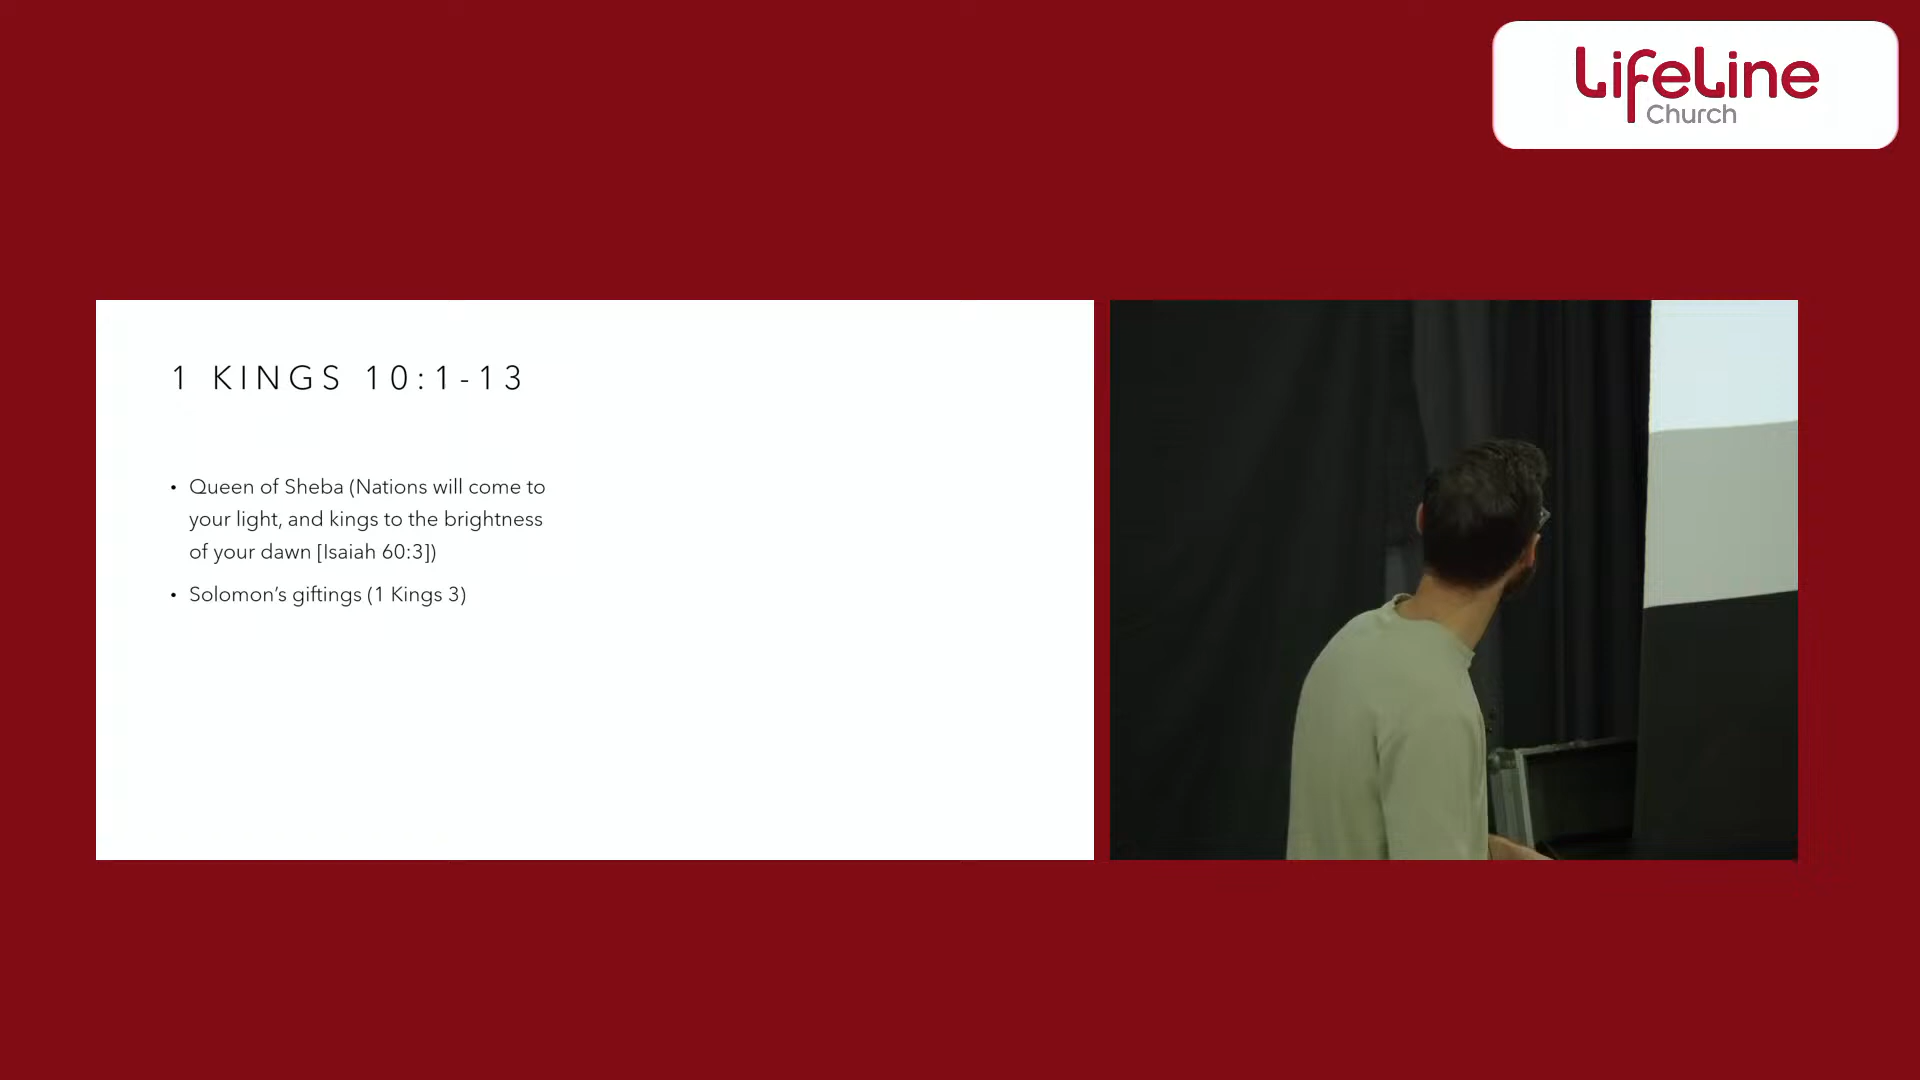 LifeLine
Church
1 KINGS 10:1-13
• Queen of Sheba (Nations will come to
your light, and kings to the brightness
of your dawn [Isaiah 60:3])
• Solomon’s giftings (1 Kings 3)